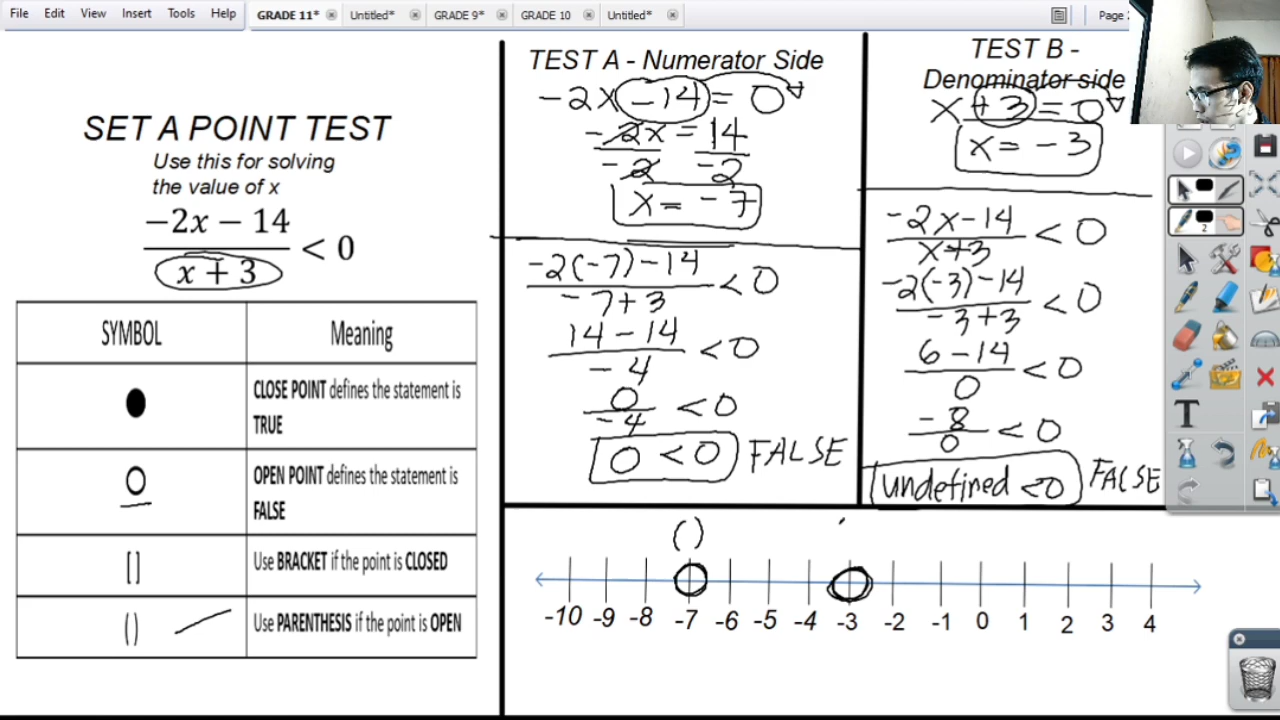 File Edit View Insert Tools Help
GRADE 11* Untitled* GRADE 9* GRADE 10 Untitled* Page
SET A POINT TEST
Use this for solving
the value of x
−2x − 14
x + 3
< 0
SYMBOL Meaning
CLOSE POINT defines the statement is
TRUE
OPEN POINT defines the statement is
FALSE
[ ] Use BRACKET if the point is CLOSED
( ) Use PARENTHESIS if the point is OPEN
TEST A - Numerator Side
-2x -14 = 0
-2x = 14
-2 -2
x = -7
-2(-7)-14
-7+3
<0
14-14
-4
<0
0
-4
<0
0 <0 FALSE
TEST B -
Denominator side
x +3 = 0
x = -3
-2x-14
x+3
<0
-2(-3)-14
-3+3
<0
6-14
0
<0
-8
0
<0
undefined <0 FALSE
( )
-10 -9 -8 -7 -6 -5 -4 -3 -2 -1 0 1 2 3 4
2
T